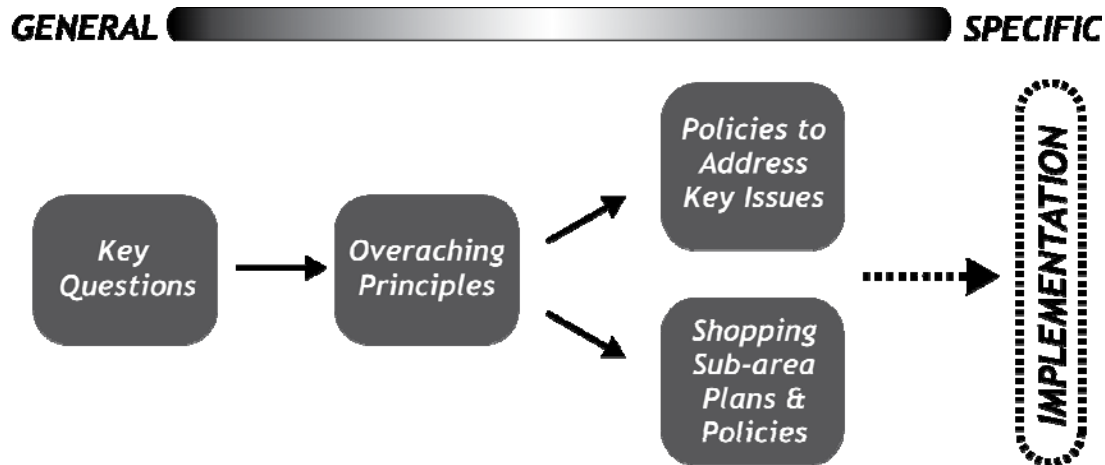 GENERAL
SPECIFIC
Key
Questions
Overaching
Principles
Policies to
Address
Key Issues
Shopping
Sub-area
Plans &
Policies
IMPLEMENTATION